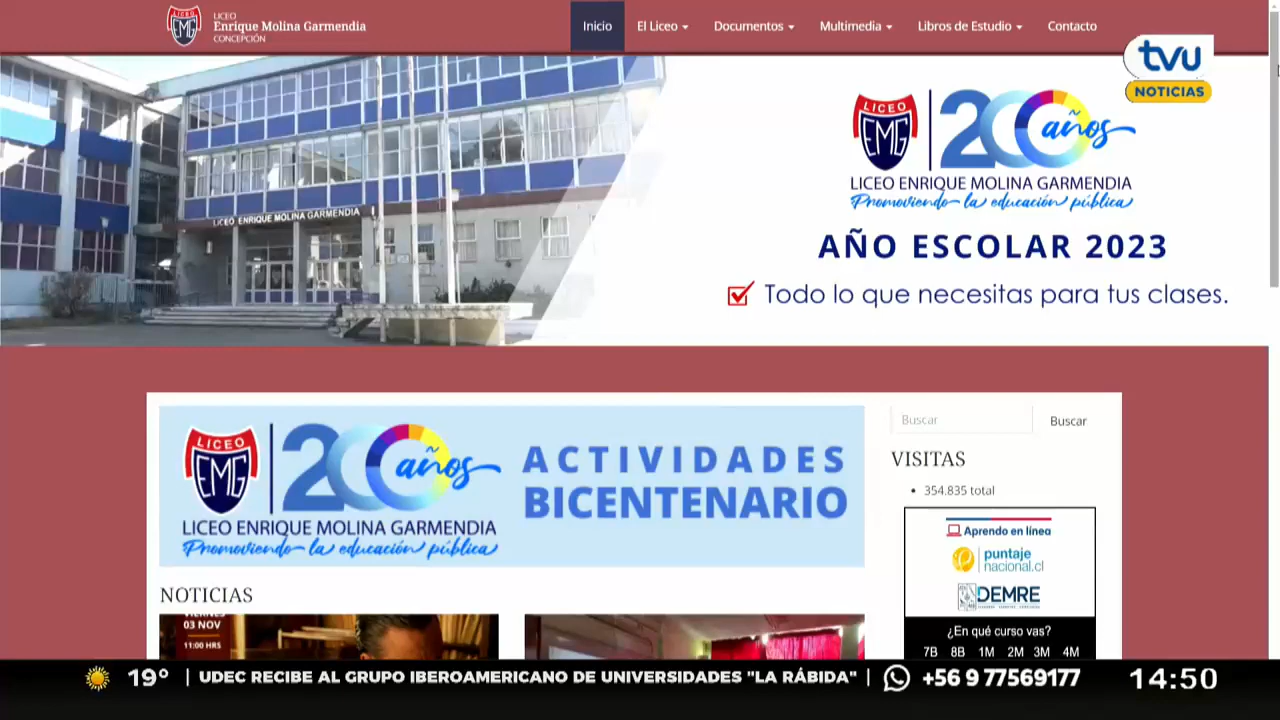 LICEO
Enrique Molina Garmendia
CONCEPCIÓN
Inicio
El Liceo
Documentos
Multimedia
Libros de Estudio
Contacto
tvu
NOTICIAS
LICEO ENRIQUE MOLINA GARMENDIA
LICEO
EMG
200 años
LICEO ENRIQUE MOLINA GARMENDIA
Promoviendo la educación pública
AÑO ESCOLAR 2023
Todo lo que necesitas para tus clases.
LICEO
EMG
200 años
LICEO ENRIQUE MOLINA GARMENDIA
Promoviendo la educación pública
ACTIVIDADES
BICENTENARIO
Buscar
Buscar
VISITAS
354.835 total
Aprendo en línea
puntaje
nacional.cl
DEMRE
¿En qué curso vas?
7B 8B 1M 2M 3M 4M
NOTICIAS
VIERNES
03 NOV
11:00 HRS
19° | UDEC RECIBE AL GRUPO IBEROAMERICANO DE UNIVERSIDADES "LA RÁBIDA" | +56 9 77569177
14:50